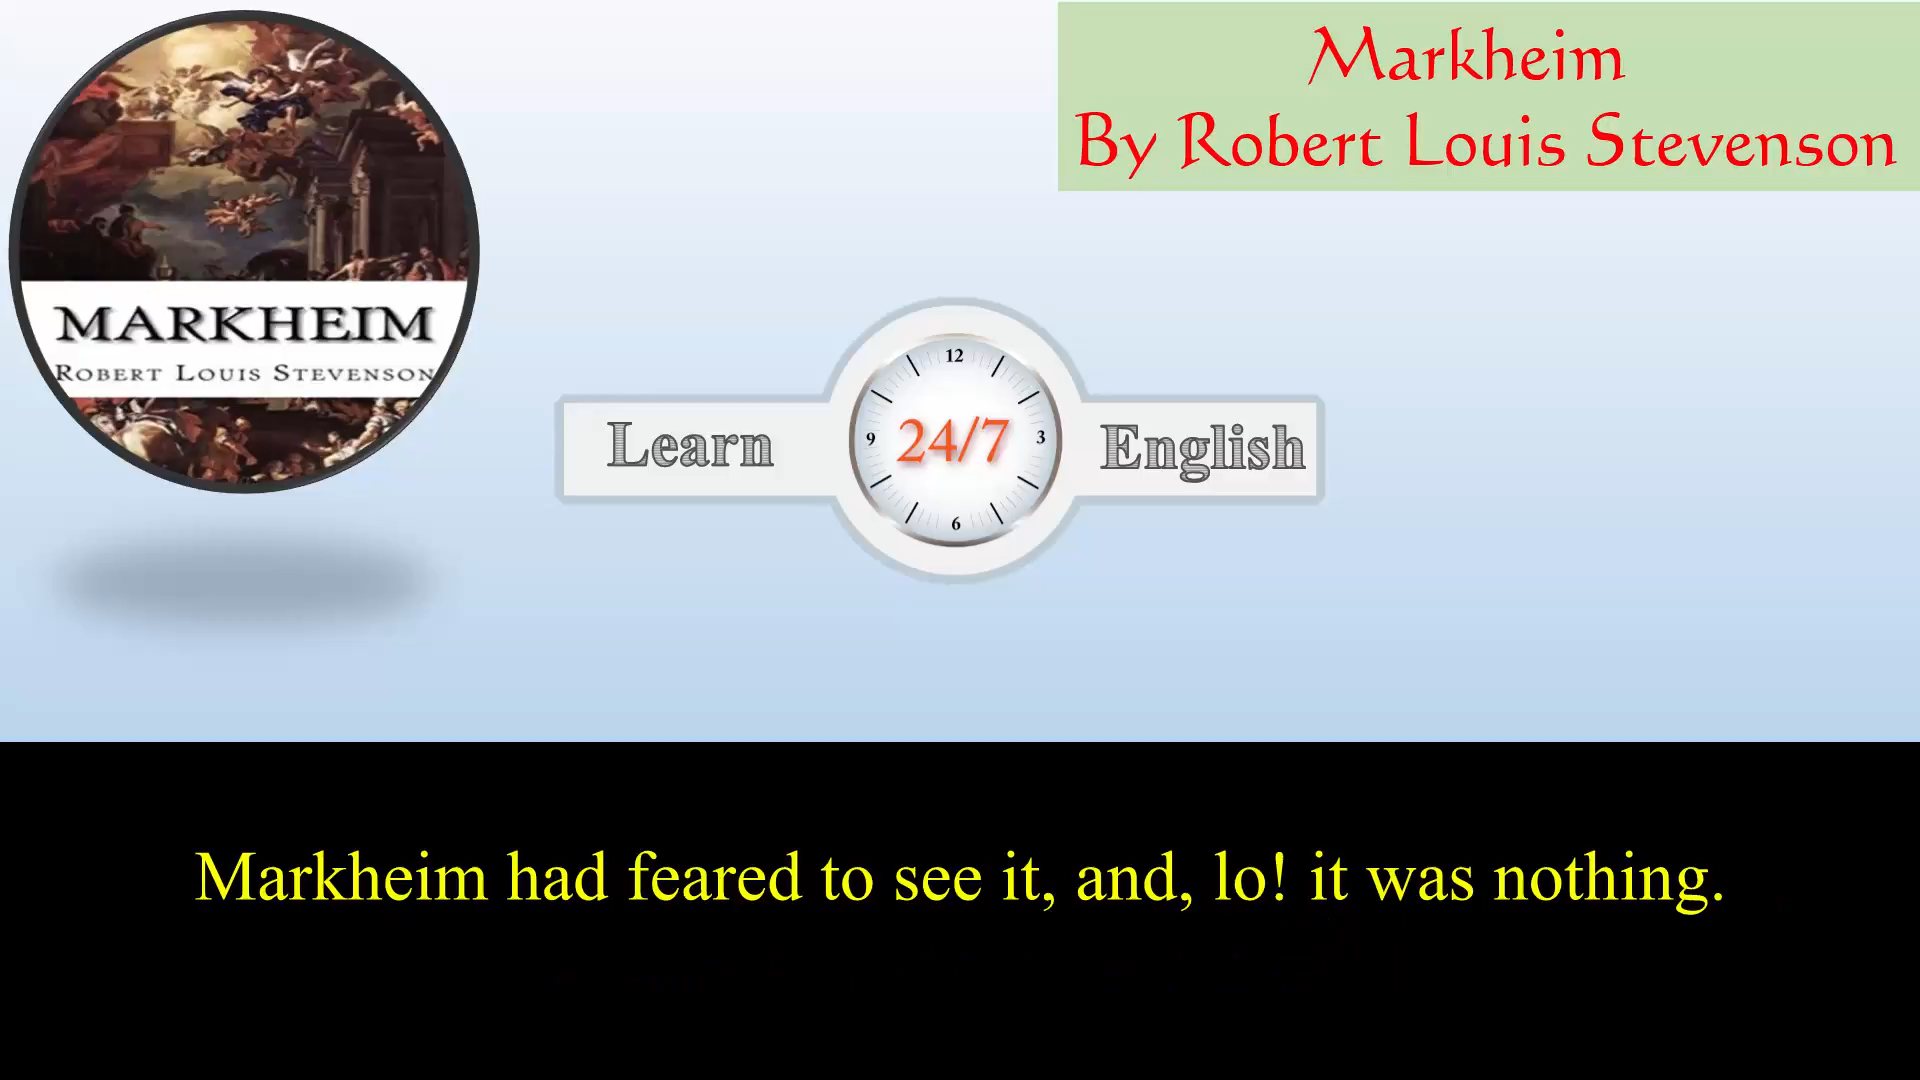 Markheim
By Robert Louis Stevenson
MARKHEIM
ROBERT LOUIS STEVENSON
12
Learn
9
24/7
3
English
6
Markheim had feared to see it, and, lo! it was nothing.